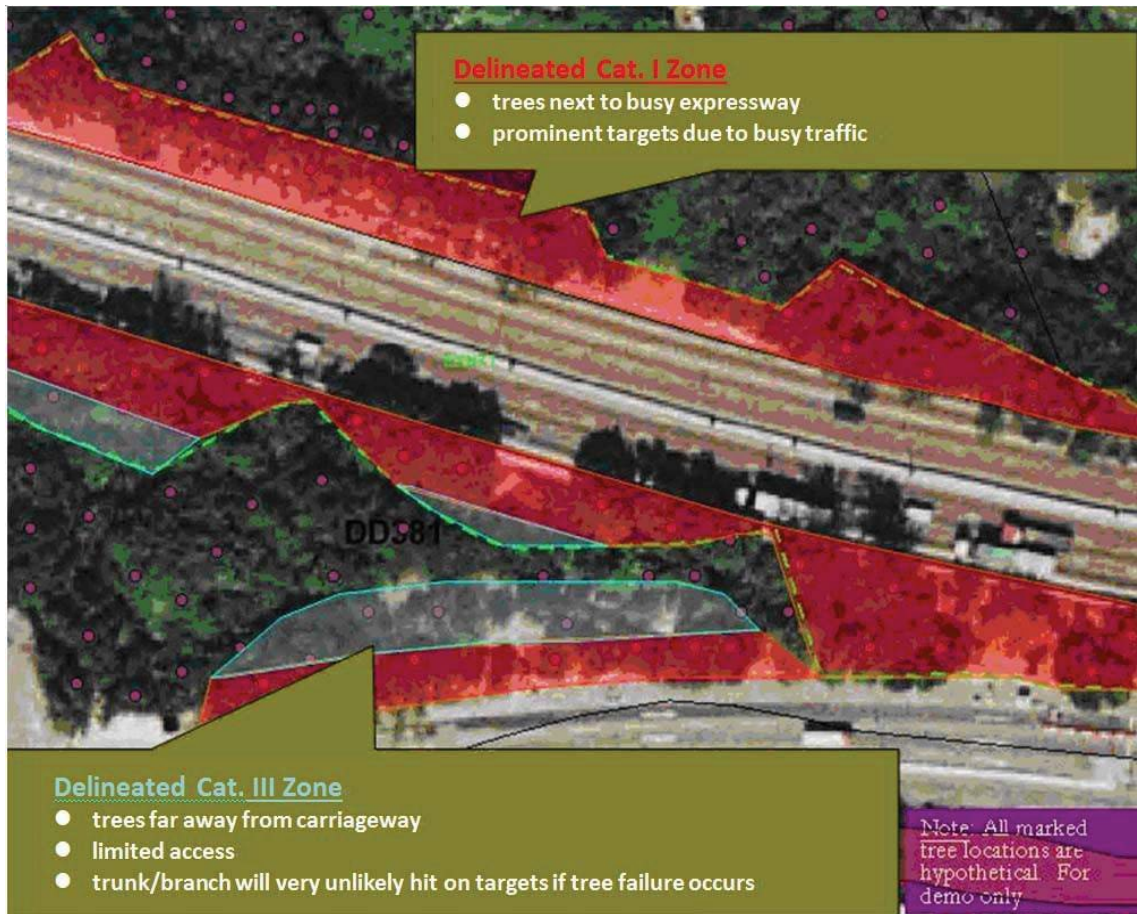 Delineated Cat. I Zone
● trees next to busy expressway
● prominent targets due to busy traffic
DD381
Delineated Cat. III Zone
● trees far away from carriageway
● limited access
● trunk/branch will very unlikely hit on targets if tree failure occurs
Note: All marked
tree locations are
hypothetical. For
demo only